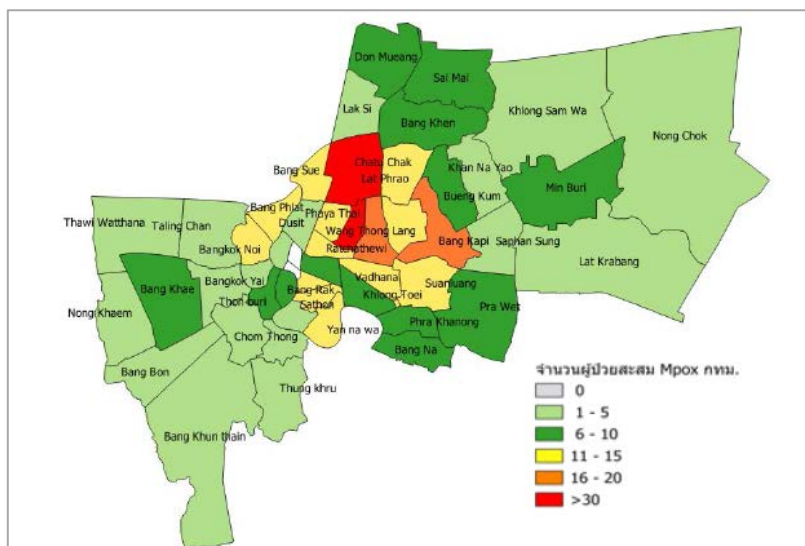 Don Mueang
Sai Mai
Lak Si
Khlong Sam Wa
Bang Khen
Nong Chok
Chatu Chak
Khan Na Yao
Bang Sue
Lat Phrao
Min Buri
Bueng Kum
Bang Phlat
Phaya Thai
Thawi Watthana
Taling Chan
Dusit
Wang Thong Lang
Bang Kapi
Saphan Sung
Bangkok Noi
Ratchathewi
Lat Krabang
Bangkok Yai
Vadhana
Suanluang
Bang Khae
Bang Rak
Khlong Toei
Thon buri
Sathon
Pra Wet
Nong Khaem
Phra Khanong
Yan na wa
Chom Thong
Bang Na
Bang Bon
Thung khru
Bang Khun thain
จำนวนผู้ป่วยสะสม Mpox กทม.
0
1 - 5
6 - 10
11 - 15
16 - 20
>30